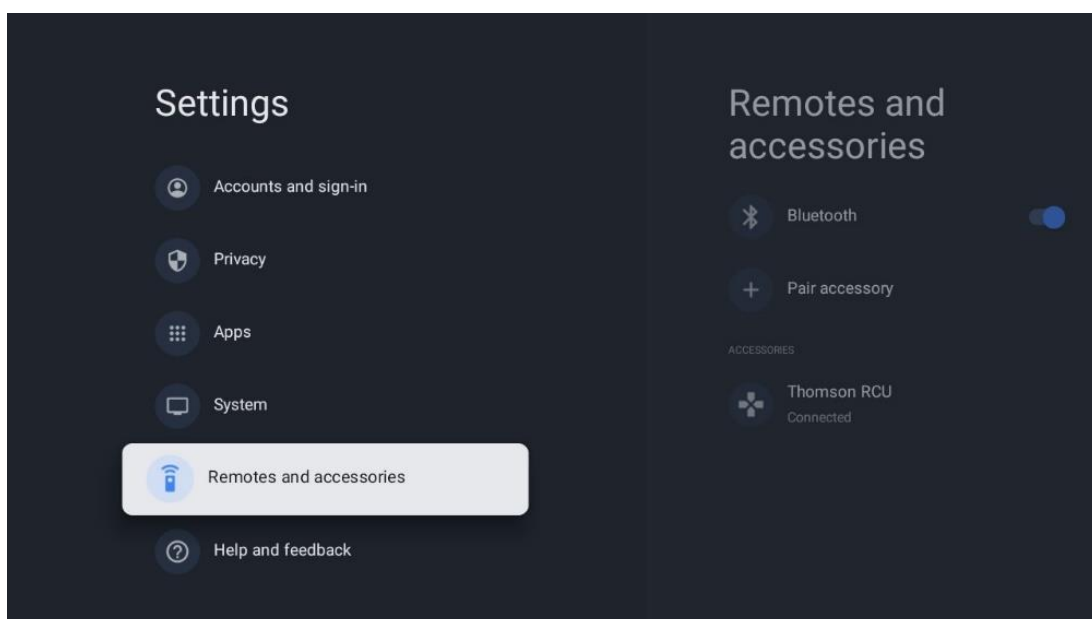 Settings
Accounts and sign-in
Privacy
Apps
System
Remotes and accessories
Help and feedback
Remotes and
accessories
Bluetooth
Pair accessory
ACCESSORIES
Thomson RCU
Connected